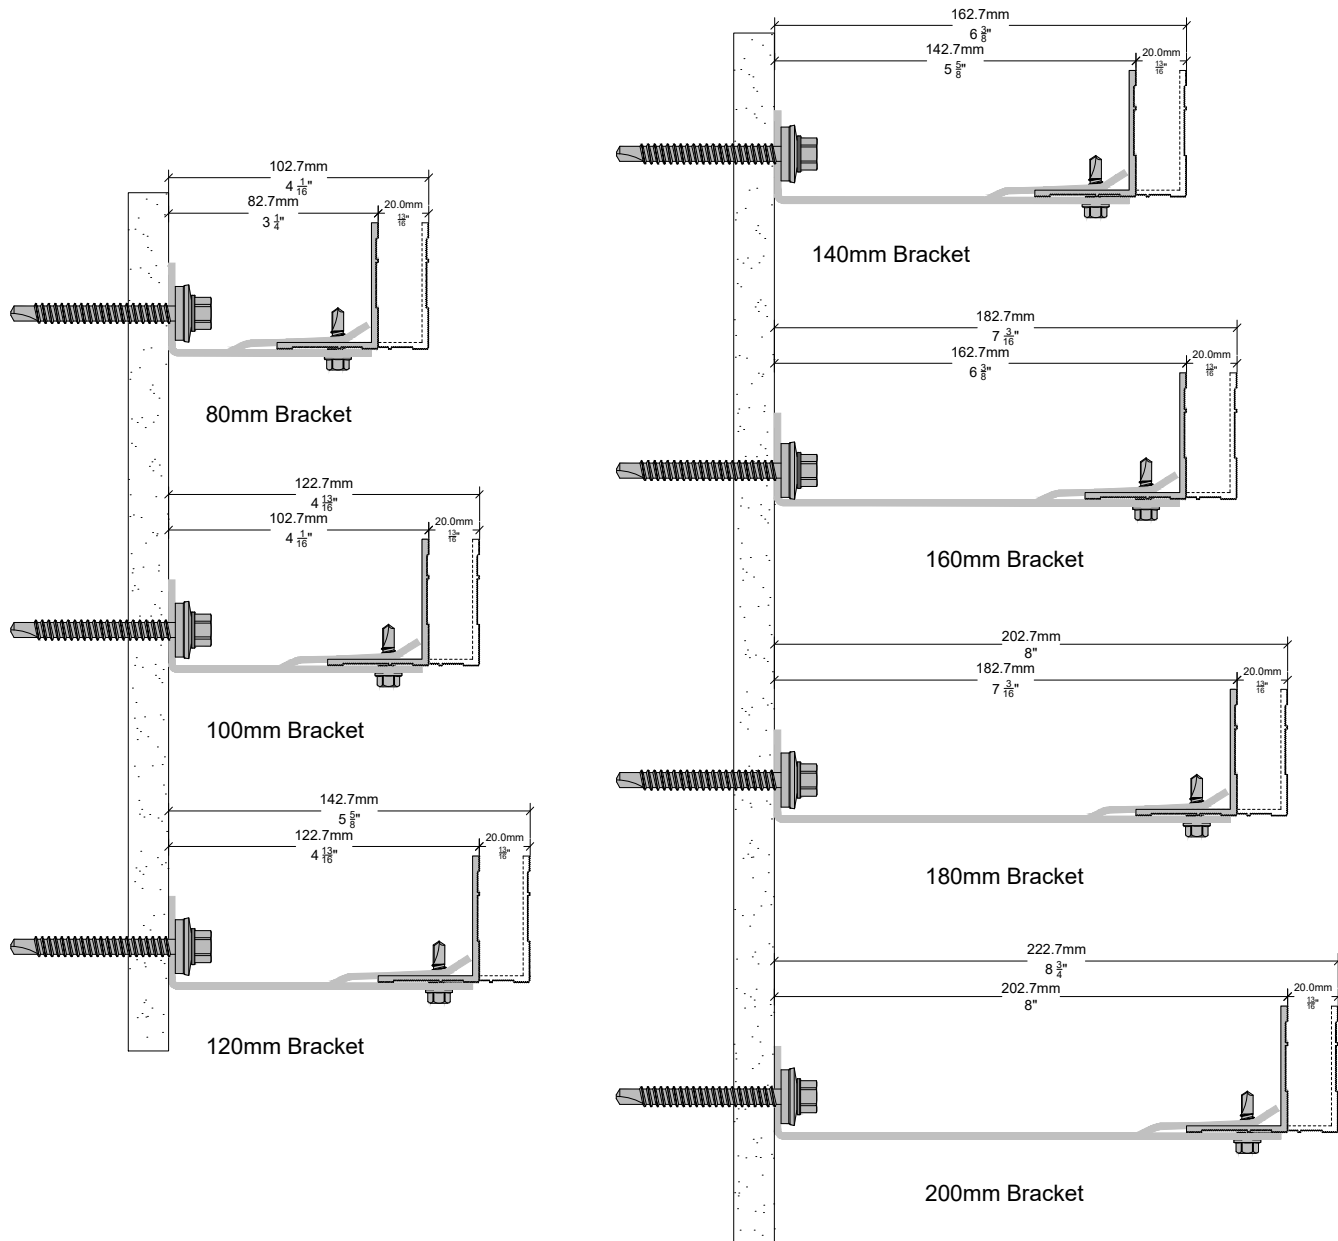 102.7mm
4 1/16"
82.7mm
3 1/4"
20.0mm
13/16"
80mm Bracket
122.7mm
4 13/16"
102.7mm
4 1/16"
20.0mm
13/16"
100mm Bracket
142.7mm
5 5/8"
122.7mm
4 13/16"
20.0mm
13/16"
120mm Bracket
162.7mm
6 3/8"
142.7mm
5 5/8"
20.0mm
13/16"
140mm Bracket
182.7mm
7 3/16"
162.7mm
6 3/8"
20.0mm
13/16"
160mm Bracket
202.7mm
8"
182.7mm
7 3/16"
20.0mm
13/16"
180mm Bracket
222.7mm
8 3/4"
202.7mm
8"
20.0mm
13/16"
200mm Bracket